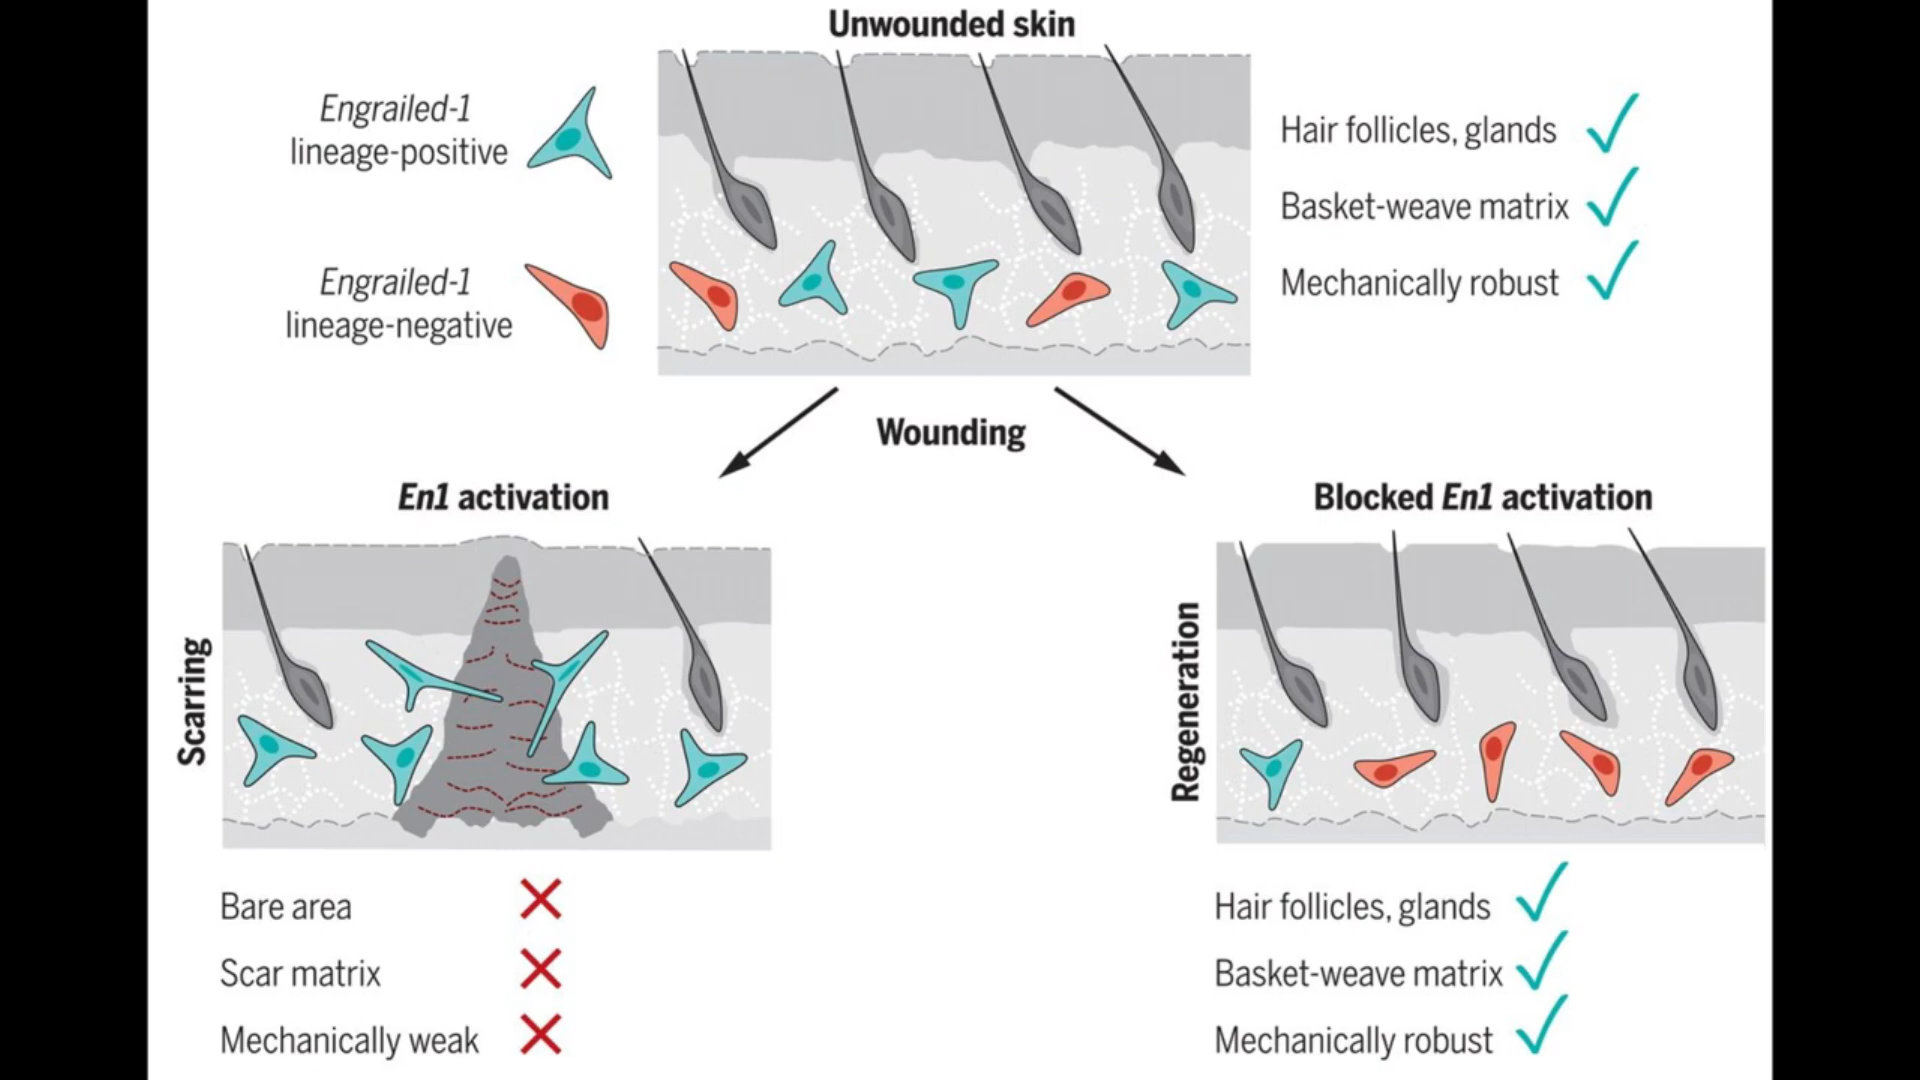 Unwounded skin
Engrailed-1
lineage-positive
Engrailed-1
lineage-negative
Hair follicles, glands
Basket-weave matrix
Mechanically robust
Wounding
En1 activation
Scarring
Bare area
Scar matrix
Mechanically weak
Blocked En1 activation
Regeneration
Hair follicles, glands
Basket-weave matrix
Mechanically robust